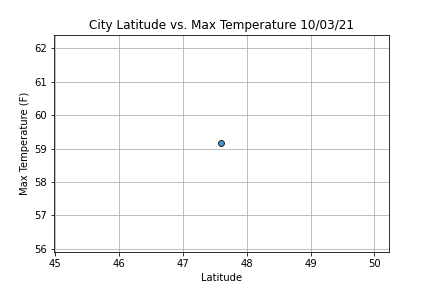 City Latitude vs. Max Temperature 10/03/21
62
61
60
59
58
57
56
Max Temperature (F)
45 46 47 48 49 50
Latitude